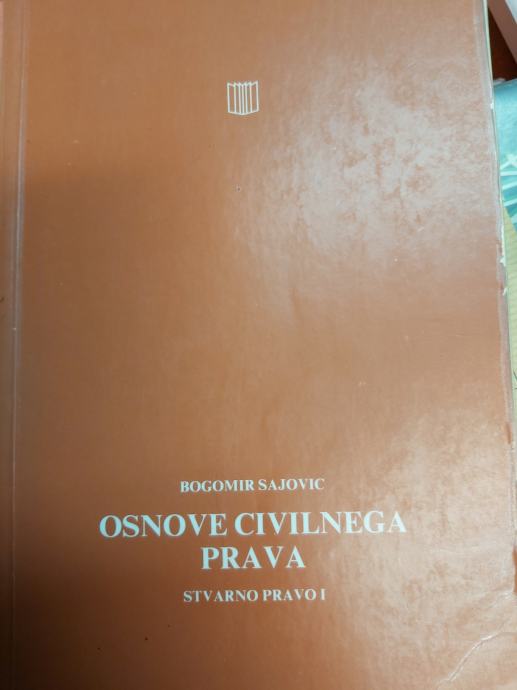 BOGOMIR SAJOVIC
OSNOVE CIVILNEGA
PRAVA
STVARNO PRAVO I